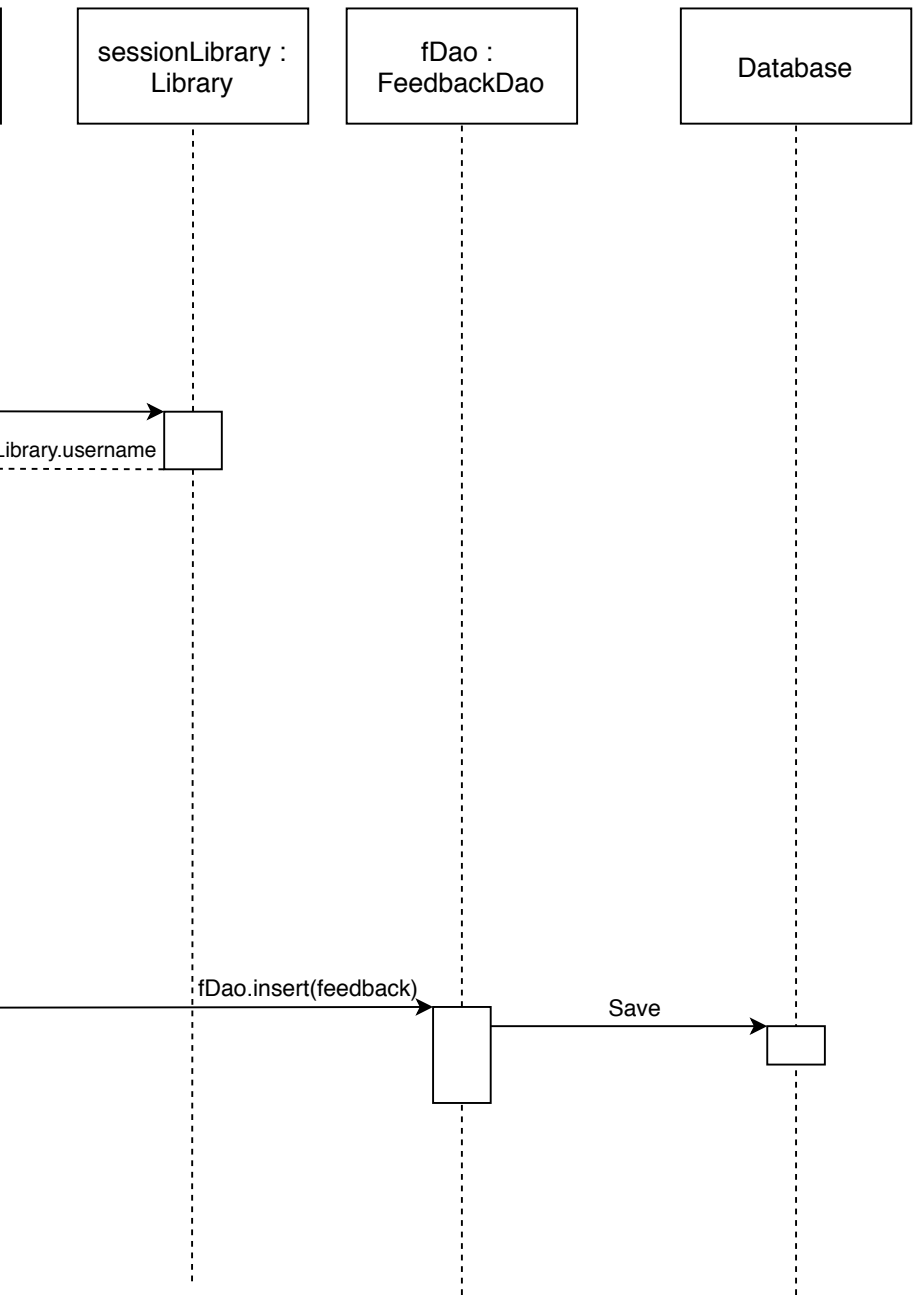 sessionLibrary :
Library
fDao :
FeedbackDao
Database
Library.username
fDao.insert(feedback)
Save